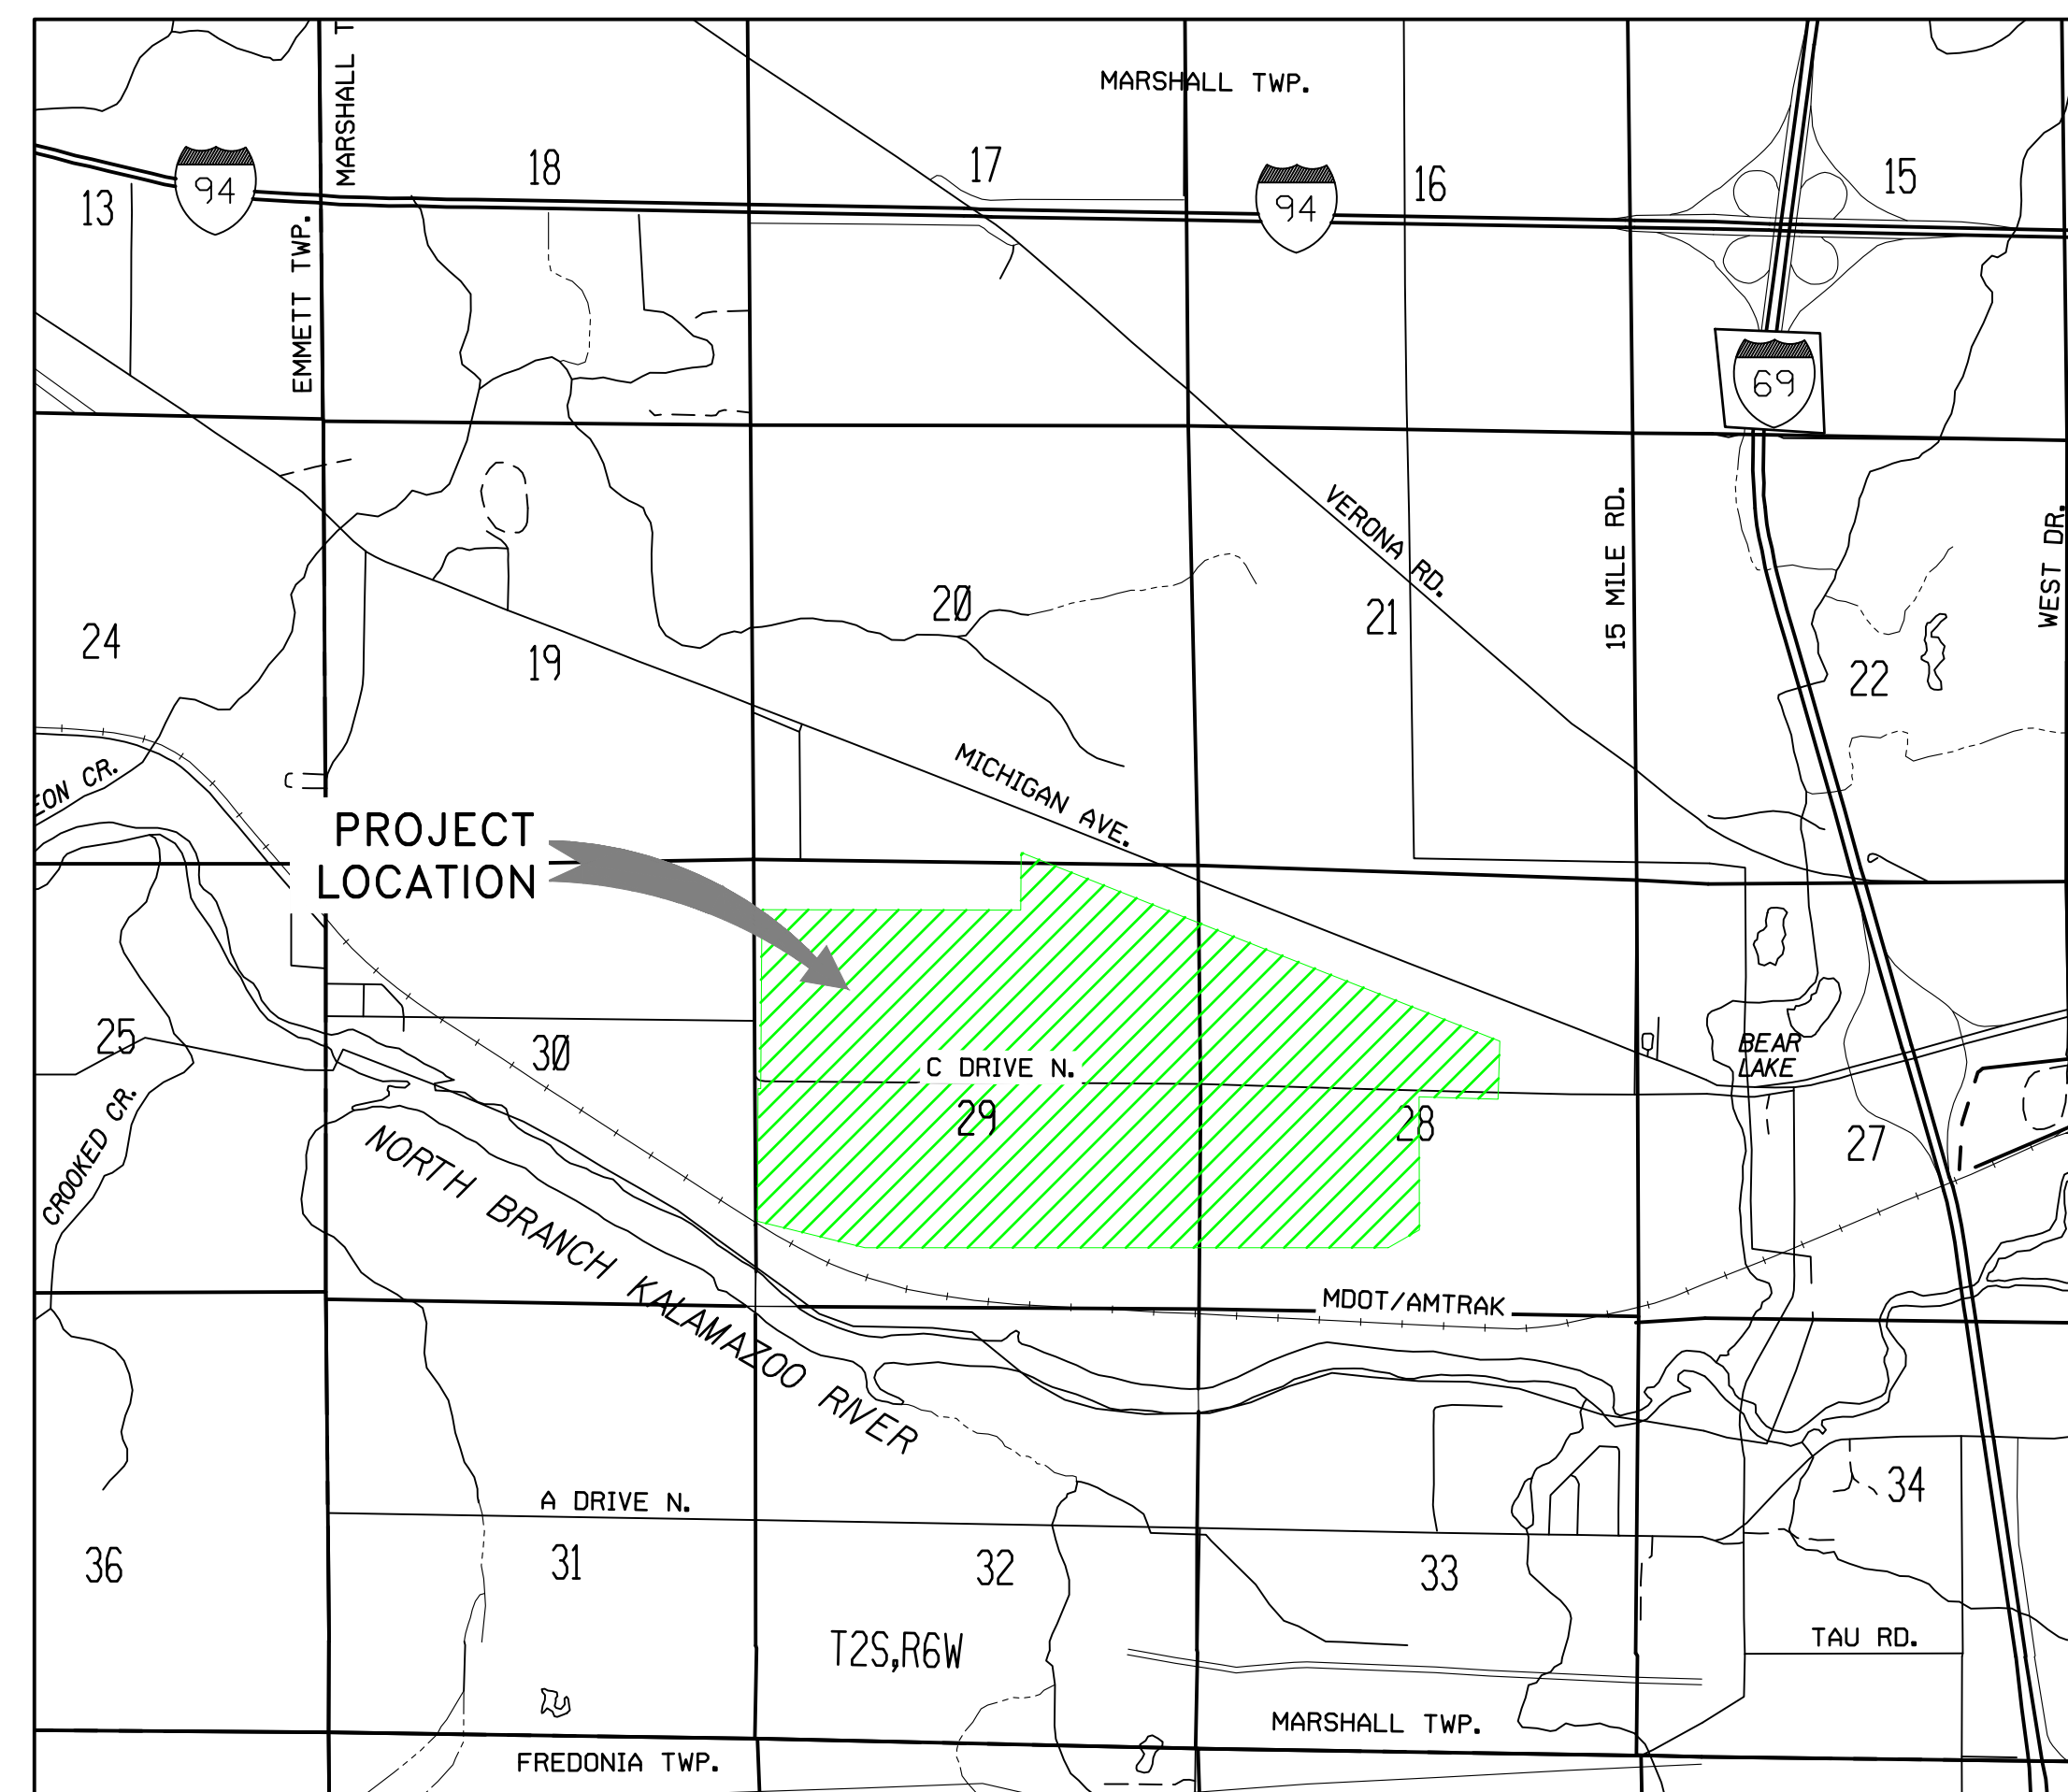 MARSHALL T
MARSHALL TWP.
18
17
16
15
13
94
94
EMMETT TWP.
69
VERONA RD.
15 MILE RD.
WEST DR.
24
19
20
21
22
MICHIGAN AVE.
EON CR.
PROJECT
LOCATION
25
30
C DRIVE N.
29
28
27
BEAR
LAKE
CROOKED CR.
NORTH BRANCH KALAMAZOO RIVER
MDOT/AMTRAK
A DRIVE N.
36
31
32
33
34
T2S,R6W
TAU RD.
MARSHALL TWP.
FREDONIA TWP.